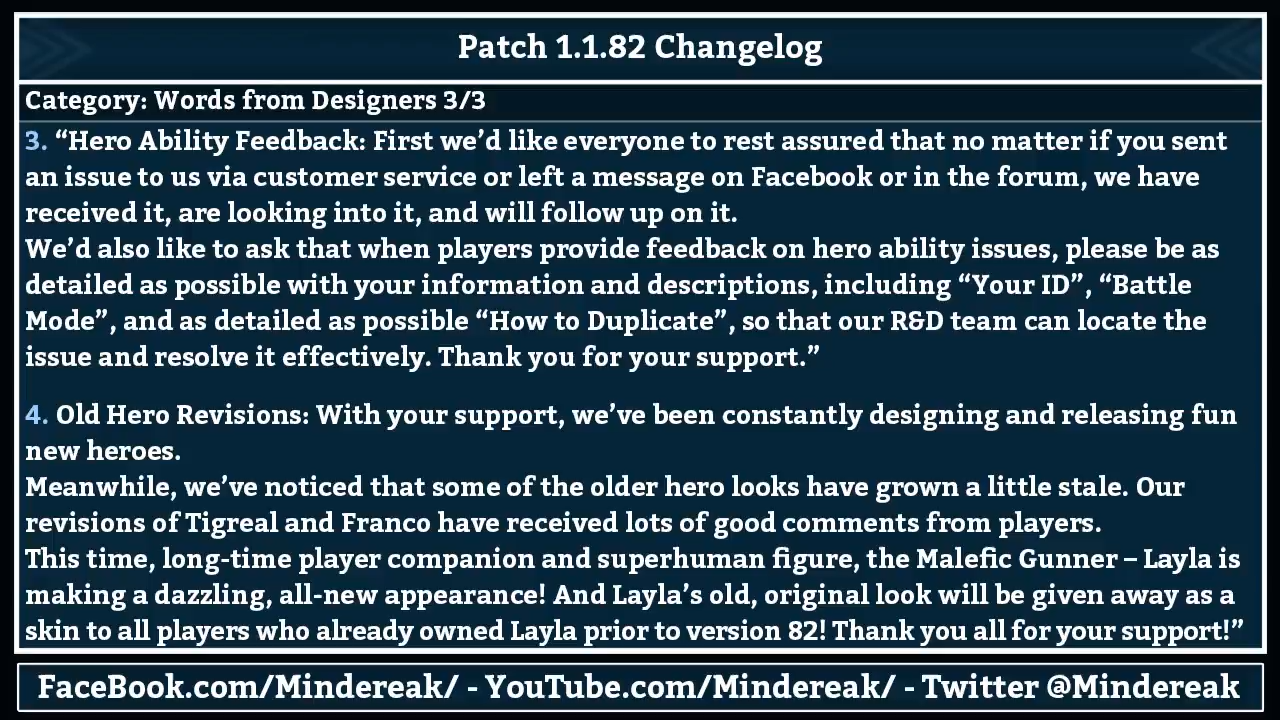 Patch 1.1.82 Changelog
Category: Words from Designers 3/3
3. “Hero Ability Feedback: First we’d like everyone to rest assured that no matter if you sent
an issue to us via customer service or left a message on Facebook or in the forum, we have
received it, are looking into it, and will follow up on it.
We’d also like to ask that when players provide feedback on hero ability issues, please be as
detailed as possible with your information and descriptions, including “Your ID”, “Battle
Mode”, and as detailed as possible “How to Duplicate”, so that our R&D team can locate the
issue and resolve it effectively. Thank you for your support.”
4. Old Hero Revisions: With your support, we’ve been constantly designing and releasing fun
new heroes.
Meanwhile, we’ve noticed that some of the older hero looks have grown a little stale. Our
revisions of Tigreal and Franco have received lots of good comments from players.
This time, long-time player companion and superhuman figure, the Malefic Gunner – Layla is
making a dazzling, all-new appearance! And Layla’s old, original look will be given away as a
skin to all players who already owned Layla prior to version 82! Thank you all for your support!”
FaceBook.com/Mindereak/ - YouTube.com/Mindereak/ - Twitter @Mindereak